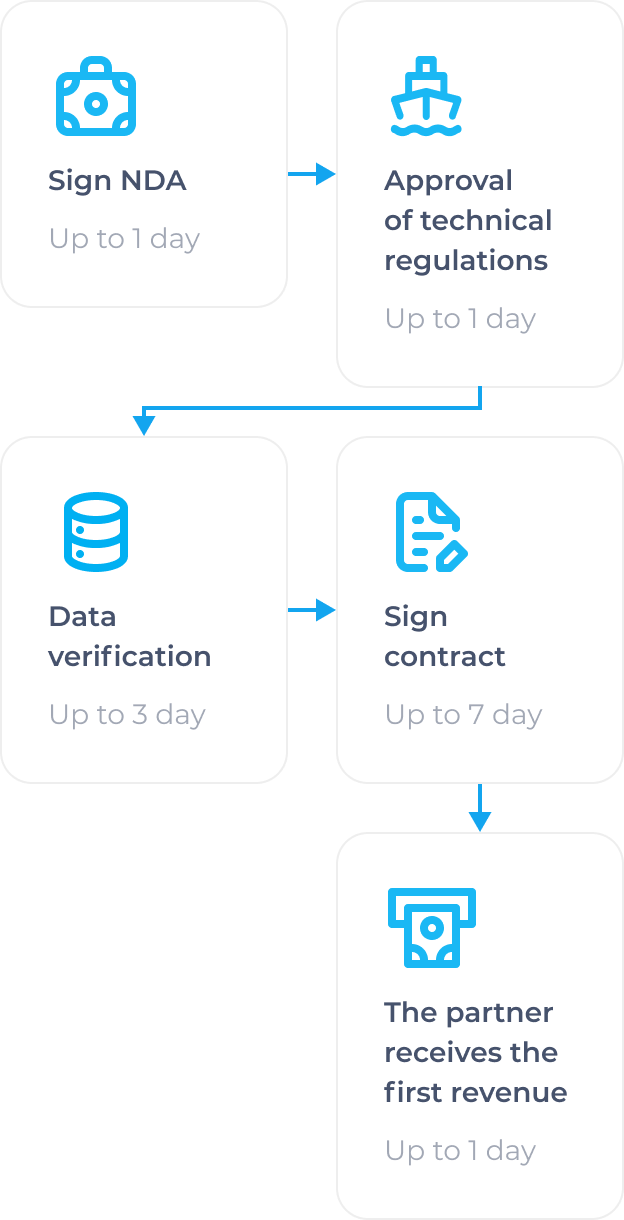 Sign NDA
Up to 1 day
Approval
of technical
regulations
Up to 1 day
Data
verification
Up to 3 day
Sign
contract
Up to 7 day
The partner
receives the
first revenue
Up to 1 day